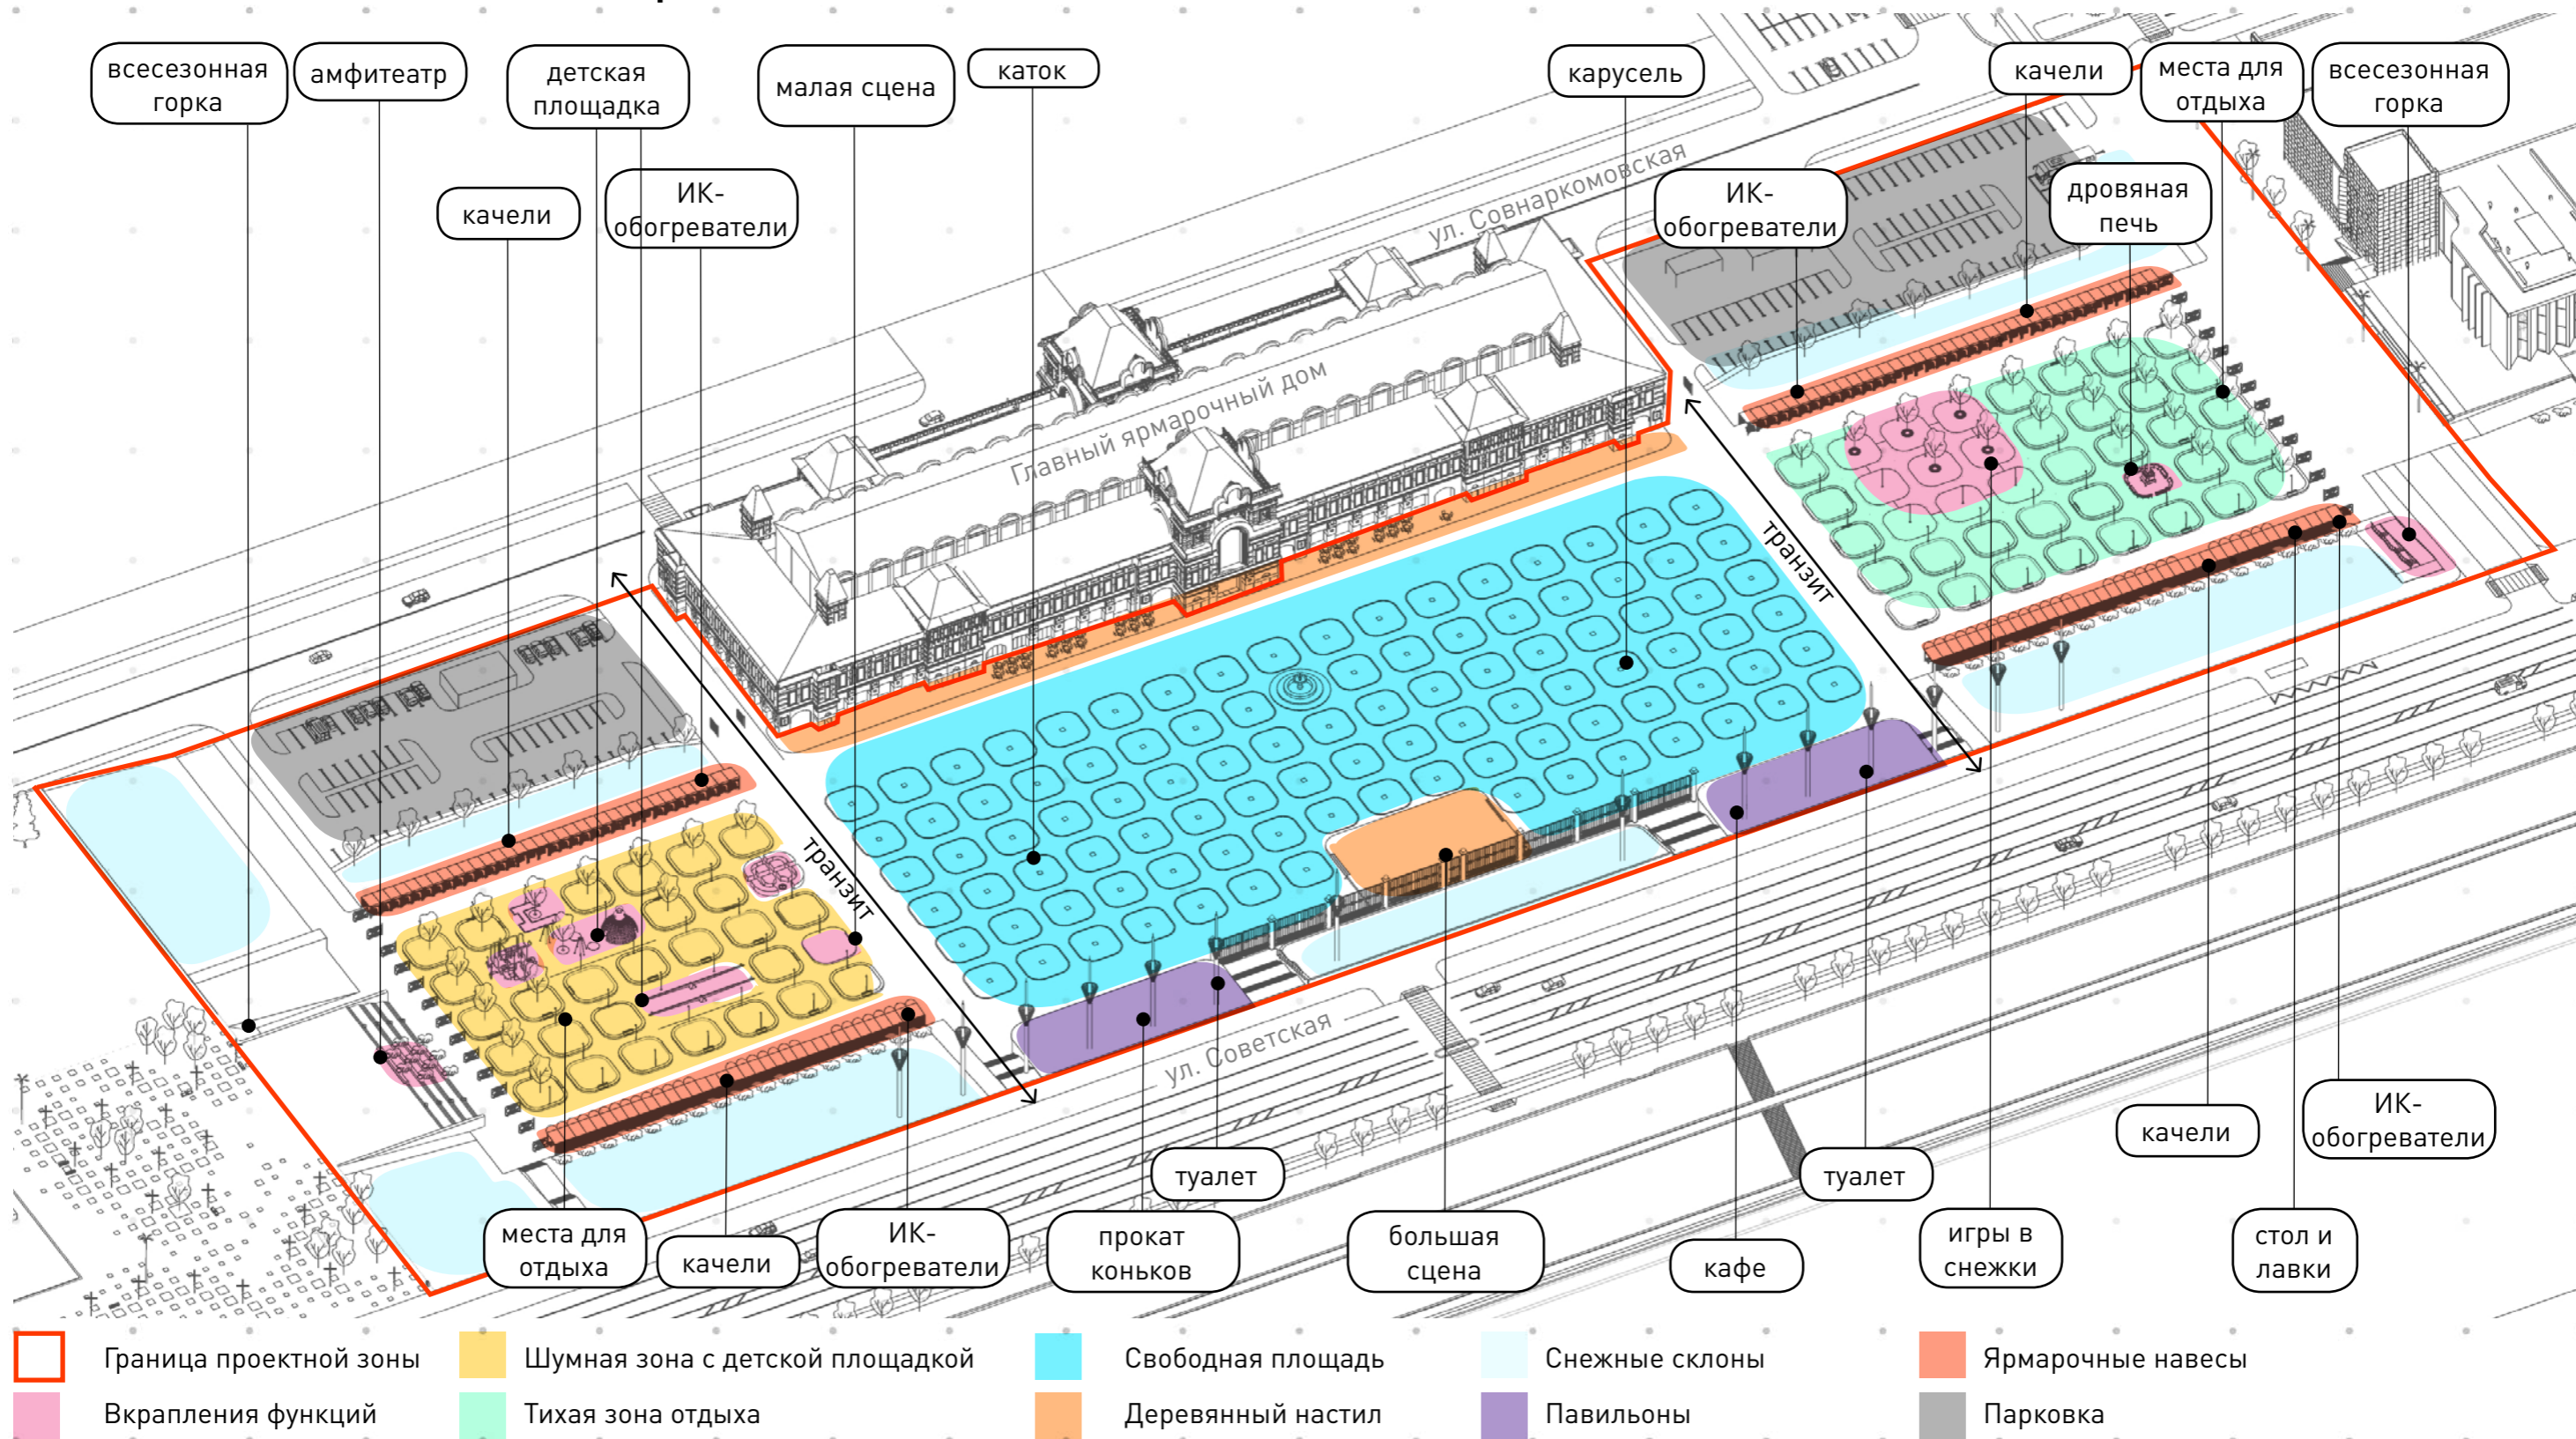 всесезонная
горка
амфитеатр
детская
площадка
малая сцена
каток
карусель
качели
места для
отдыха
всесезонная
горка
качели
ИК-
обогреватели
ИК-
обогреватели
дровяная
печь
ул. Совнаркомовская
Главный ярмарочный дом
транзит
транзит
ул. Советская
места для
отдыха
качели
ИК-
обогреватели
прокат
коньков
туалет
большая
сцена
кафе
туалет
игры в
снежки
качели
стол и
лавки
ИК-
обогреватели
Граница проектной зоны
Шумная зона с детской площадкой
Свободная площадь
Снежные склоны
Ярмарочные навесы
Вкрапления функций
Тихая зона отдыха
Деревянный настил
Павильоны
Парковка